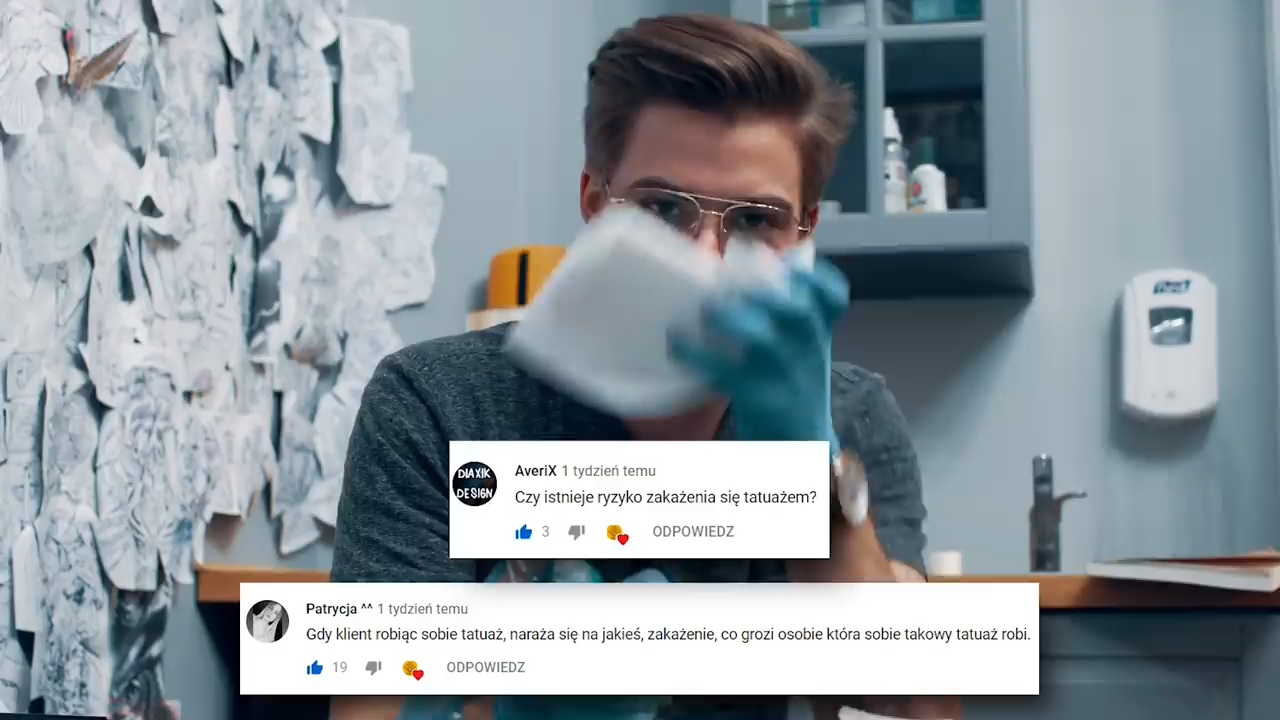 PURELL
DIAXIK
DESIGN
AveriX 1 tydzień temu
Czy istnieje ryzyko zakażenia się tatuażem?
3 ODPOWIEDZ
Patrycja ^^ 1 tydzień temu
Gdy klient robiąc sobie tatuaż, naraża się na jakieś, zakażenie, co grozi osobie która sobie takowy tatuaż robi.
19 ODPOWIEDZ